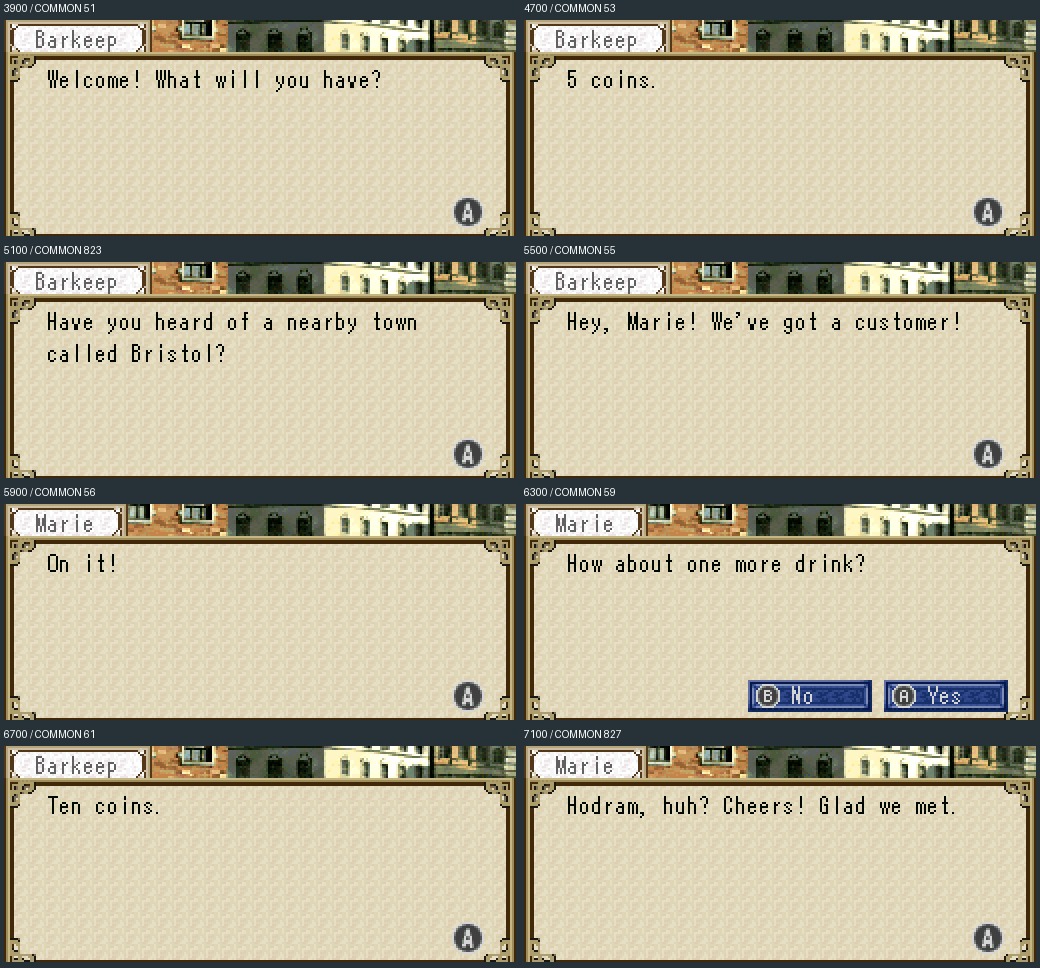 3900 / COMMON 51
Barkeep
Welcome! What will you have?
A
4700 / COMMON 53
Barkeep
5 coins.
A
5100 / COMMON 823
Barkeep
Have you heard of a nearby town
called Bristol?
A
5500 / COMMON 55
Barkeep
Hey, Marie! We've got a customer!
A
5900 / COMMON 56
Marie
On it!
A
6300 / COMMON 59
Marie
How about one more drink?
B No
A Yes
6700 / COMMON 61
Barkeep
Ten coins.
A
7100 / COMMON 827
Marie
Hodram, huh? Cheers! Glad we met.
A